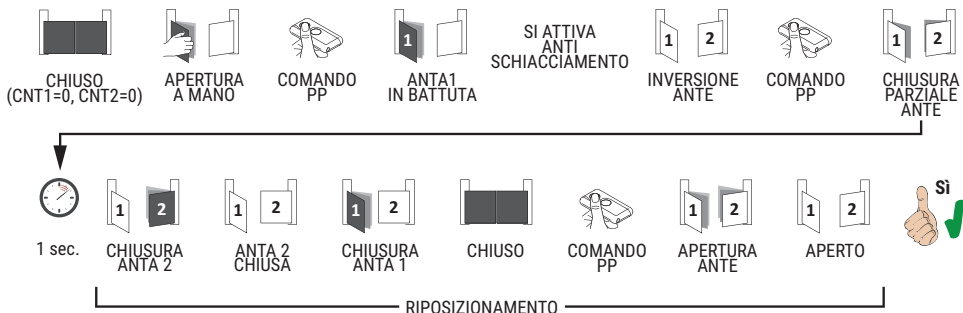 1
1 2
1 2
SI ATTIVA
ANTI
SCHIACCIAMENTO
CHIUSO
(CNT1=0, CNT2=0)
APERTURA
A MANO
COMANDO
PP
ANTA1
IN BATTUTA
INVERSIONE
ANTE
COMANDO
PP
CHIUSURA
PARZIALE
ANTE
1 2
1 2
1 2
1 2
1 2
Sì
1 sec.
CHIUSURA
ANTA 2
ANTA 2
CHIUSA
CHIUSURA
ANTA 1
CHIUSO
COMANDO
PP
APERTURA
ANTE
APERTO
RIPOSIZIONAMENTO